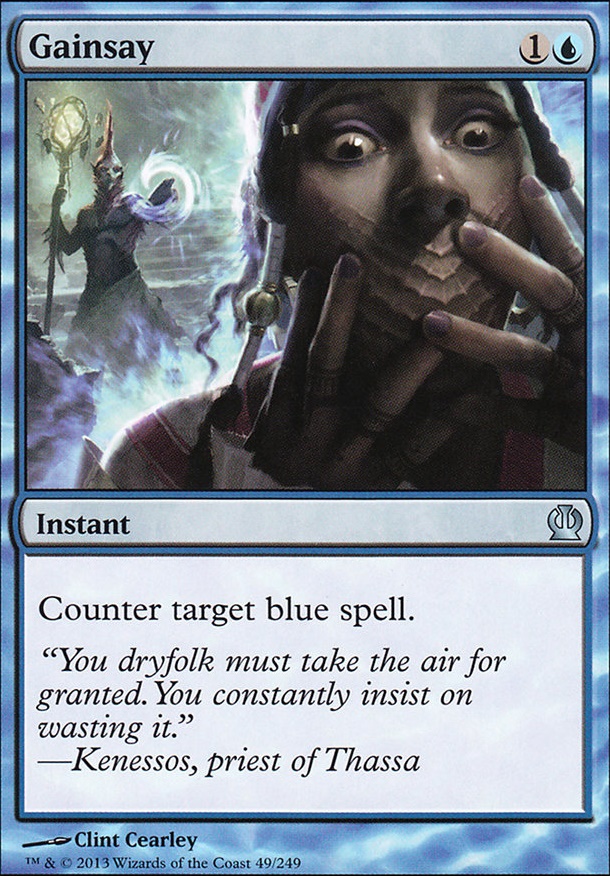 Gainsay 1
Instant
Counter target blue spell.
“You dryfolk must take the air for
granted. You constantly insist on
wasting it.”
—Kenessos, priest of Thassa
Clint Cearley
™ & © 2013 Wizards of the Coast 49/249